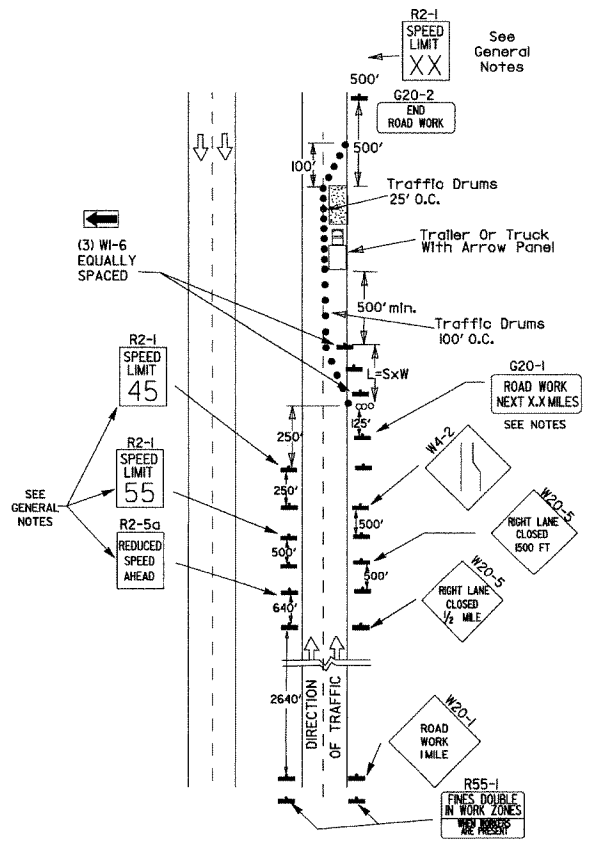 R2-1
SPEED
LIMIT
XX
See
General
Notes
500'
G20-2
END
ROAD WORK
100'
500'
Traffic Drums
25' O.C.
Trailer Or Truck
With Arrow Panel
(3) W1-6
EQUALLY
SPACED
500' min.
Traffic Drums
100' O.C.
R2-1
SPEED
LIMIT
45
L=SxW
G20-1
ROAD WORK
NEXT X.X MILES
SEE NOTES
125'
250'
W4-2
R2-1
SPEED
LIMIT
55
250'
500'
W20-5
RIGHT LANE
CLOSED
1500 FT
SEE
GENERAL
NOTES
R2-5a
REDUCED
SPEED
AHEAD
500'
500'
W20-5
RIGHT LANE
CLOSED
1/2 MILE
640'
2640'
DIRECTION
OF TRAFFIC
W20-1
ROAD
WORK
1 MILE
R55-1
FINES DOUBLE
IN WORK ZONES
WHEN WORKERS
ARE PRESENT